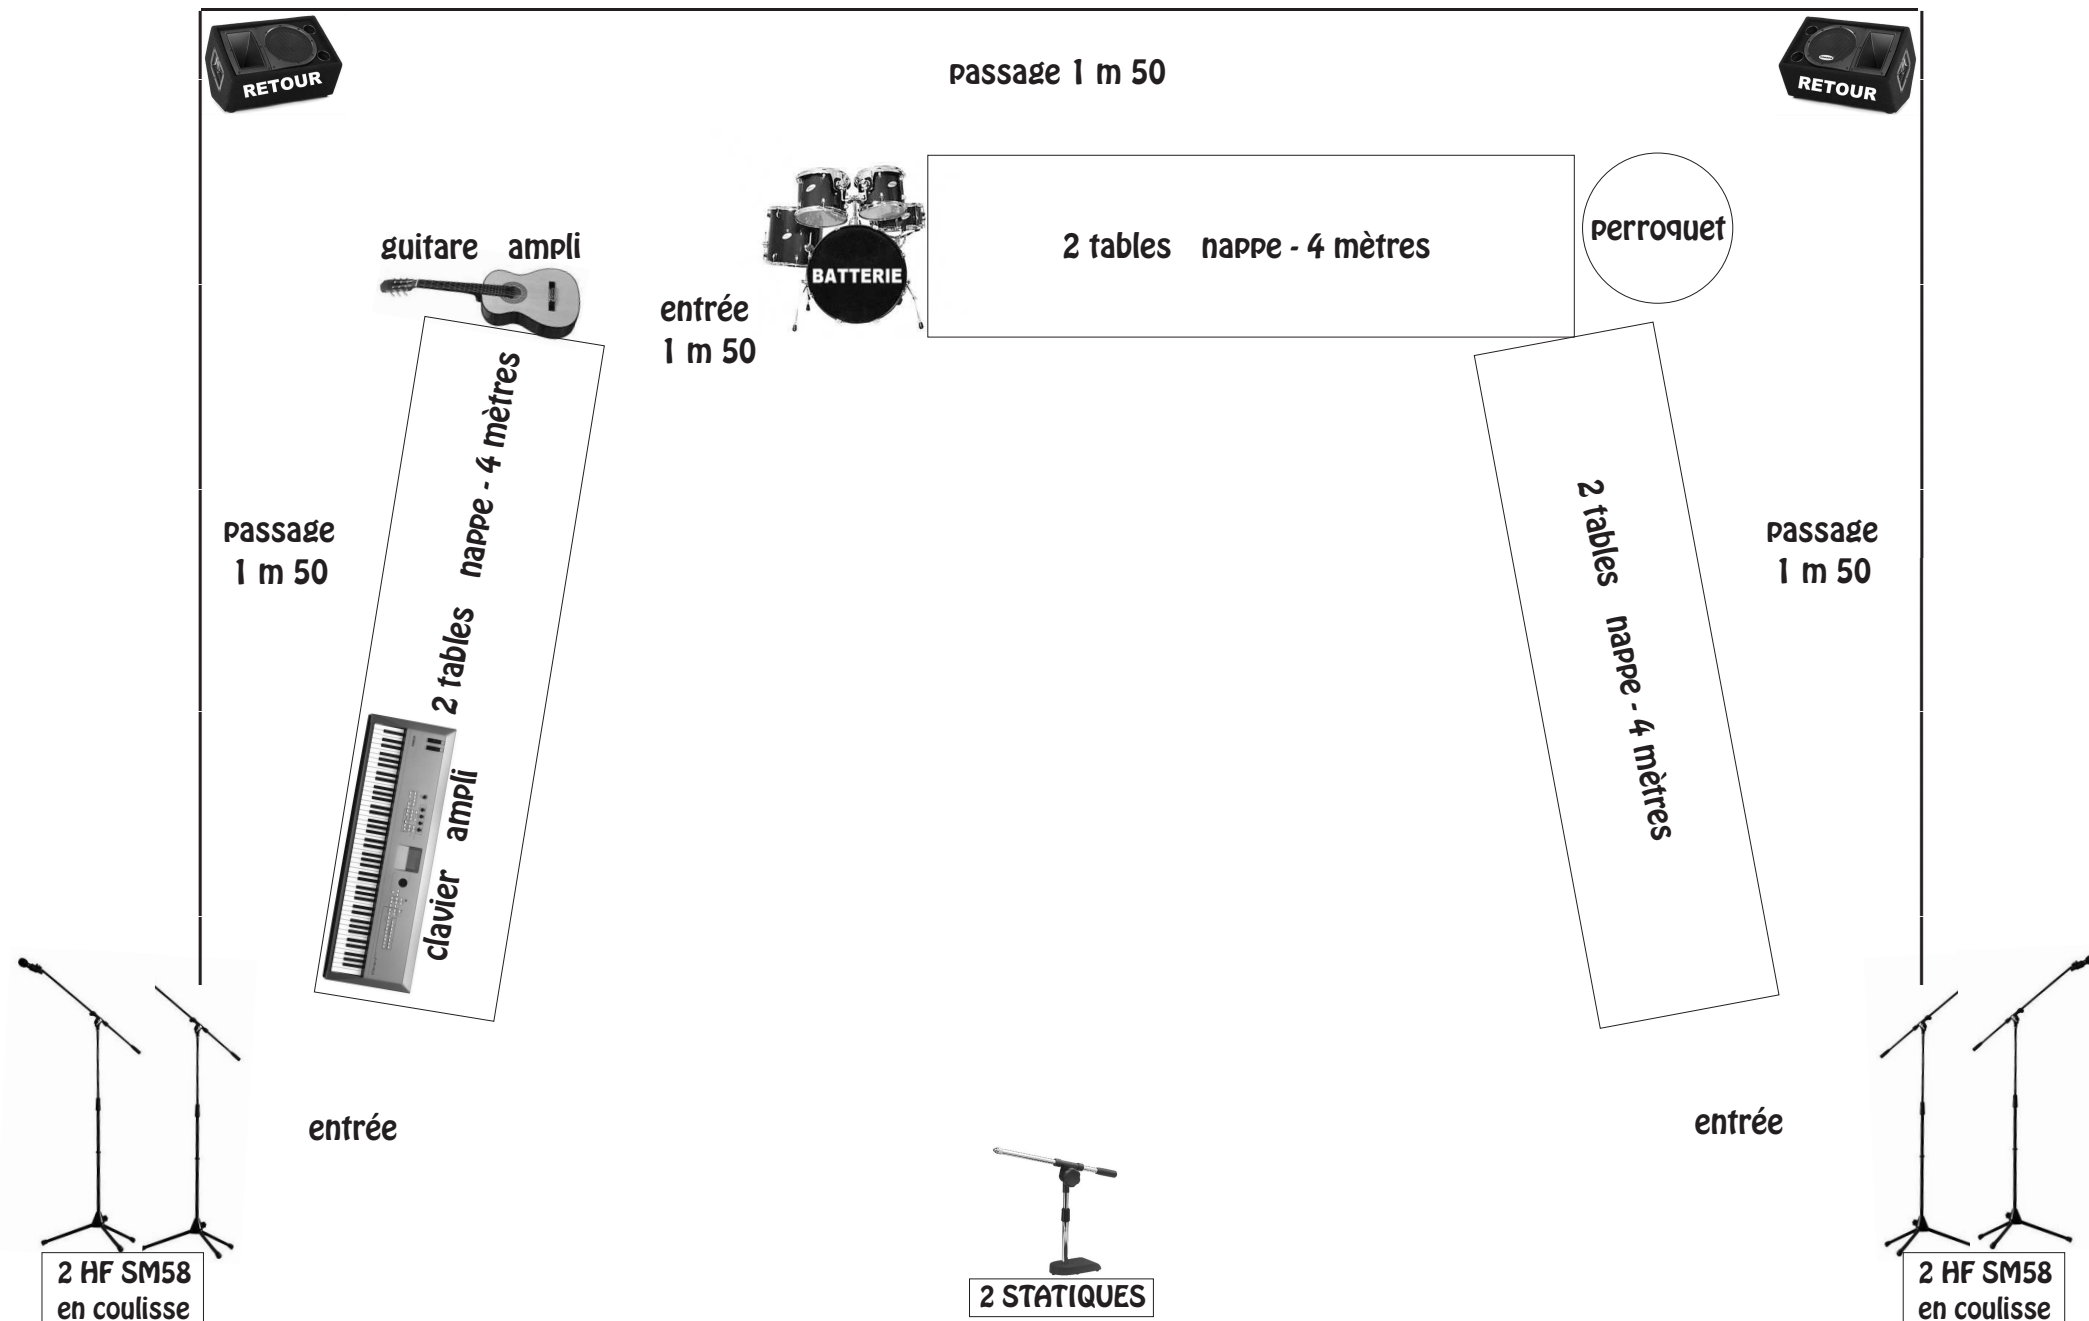 RETOUR
passage 1 m 50
RETOUR
guitare ampli
entrée
1 m 50
BATTERIE
2 tables nappe - 4 mètres
perroquet
passage
1 m 50
2 tables nappe - 4 mètres
clavier ampli
2 tables nappe - 4 mètres
passage
1 m 50
entrée
entrée
2 HF SM58
en coulisse
2 STATIQUES
2 HF SM58
en coulisse